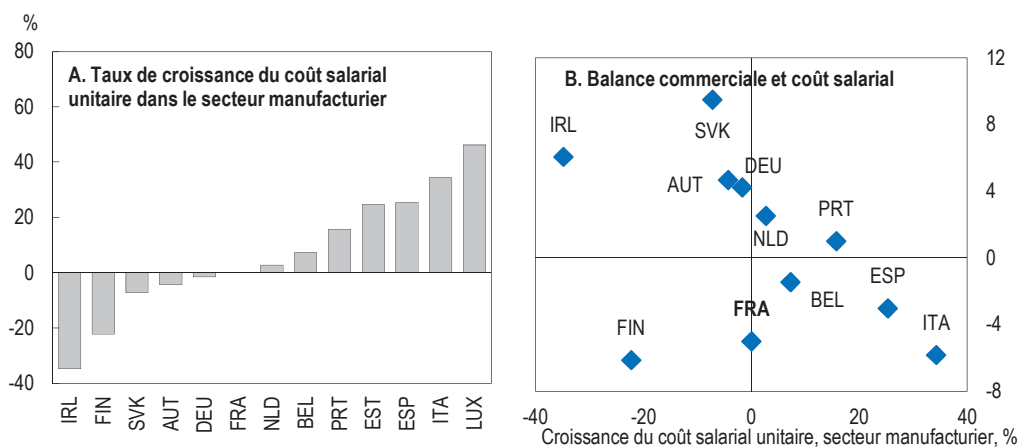 %
80
60
40
20
0
-20
-40
A. Taux de croissance du coût salarial
unitaire dans le secteur manufacturier
IRL
FIN
SVK
AUT
DEU
FRA
NLD
BEL
PRT
EST
ESP
ITA
LUX
B. Balance commerciale et coût salarial
12
8
4
0
-4
-8
IRL
SVK
DEU
AUT
PRT
NLD
ESP
BEL
FRA
FIN
ITA
-40
-20
0
20
40
Croissance du coût salarial unitaire, secteur manufacturier, %